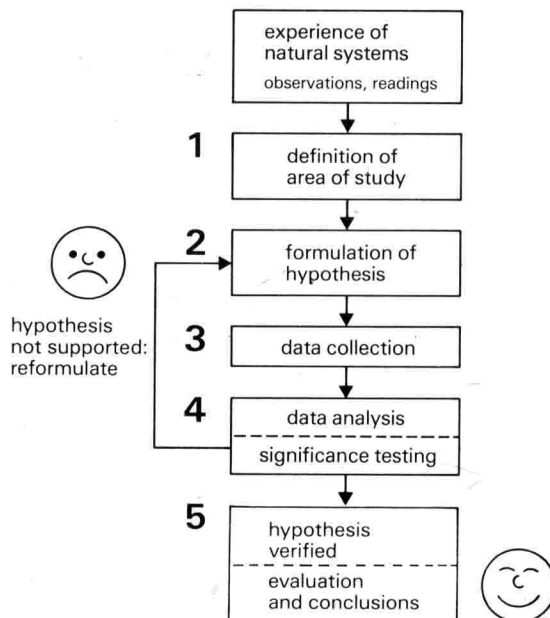 experience of
natural systems
observations, readings
1
definition of
area of study
2
formulation of
hypothesis
hypothesis
not supported:
reformulate
3
data collection
4
data analysis
significance testing
5
hypothesis
verified
evaluation
and conclusions